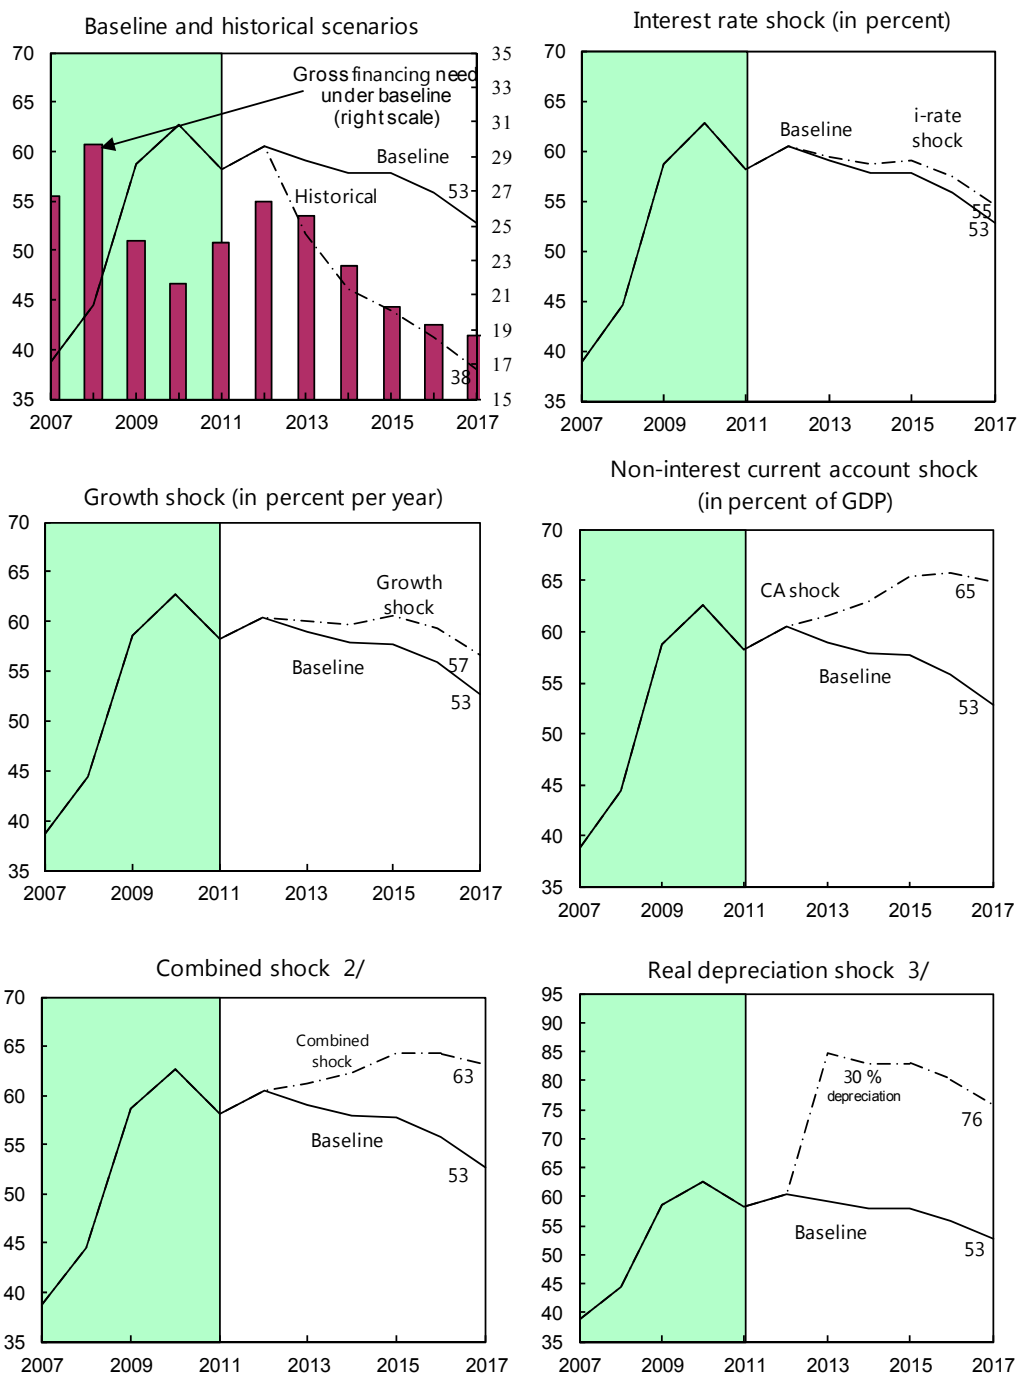 Baseline and historical scenarios
70
65
60
55
50
45
40
35
35
33
31
29
27
25
23
21
19
17
15
Gross financing need
under baseline
(right scale)
Baseline
53
Historical
38
2007 2009 2011 2013 2015 2017
Interest rate shock (in percent)
70
65
60
55
50
45
40
35
Baseline
i-rate
shock
55
53
2007 2009 2011 2013 2015 2017
Growth shock (in percent per year)
70
65
60
55
50
45
40
35
Growth
shock
Baseline
57
53
2007 2009 2011 2013 2015 2017
Non-interest current account shock
(in percent of GDP)
70
65
60
55
50
45
40
35
CA shock
65
Baseline
53
2007 2009 2011 2013 2015 2017
Combined shock 2/
70
65
60
55
50
45
40
35
Combined
shock
63
Baseline
53
2007 2009 2011 2013 2015 2017
Real depreciation shock 3/
95
90
85
80
75
70
65
60
55
50
45
40
35
30 %
depreciation
76
Baseline
53
2007 2009 2011 2013 2015 2017